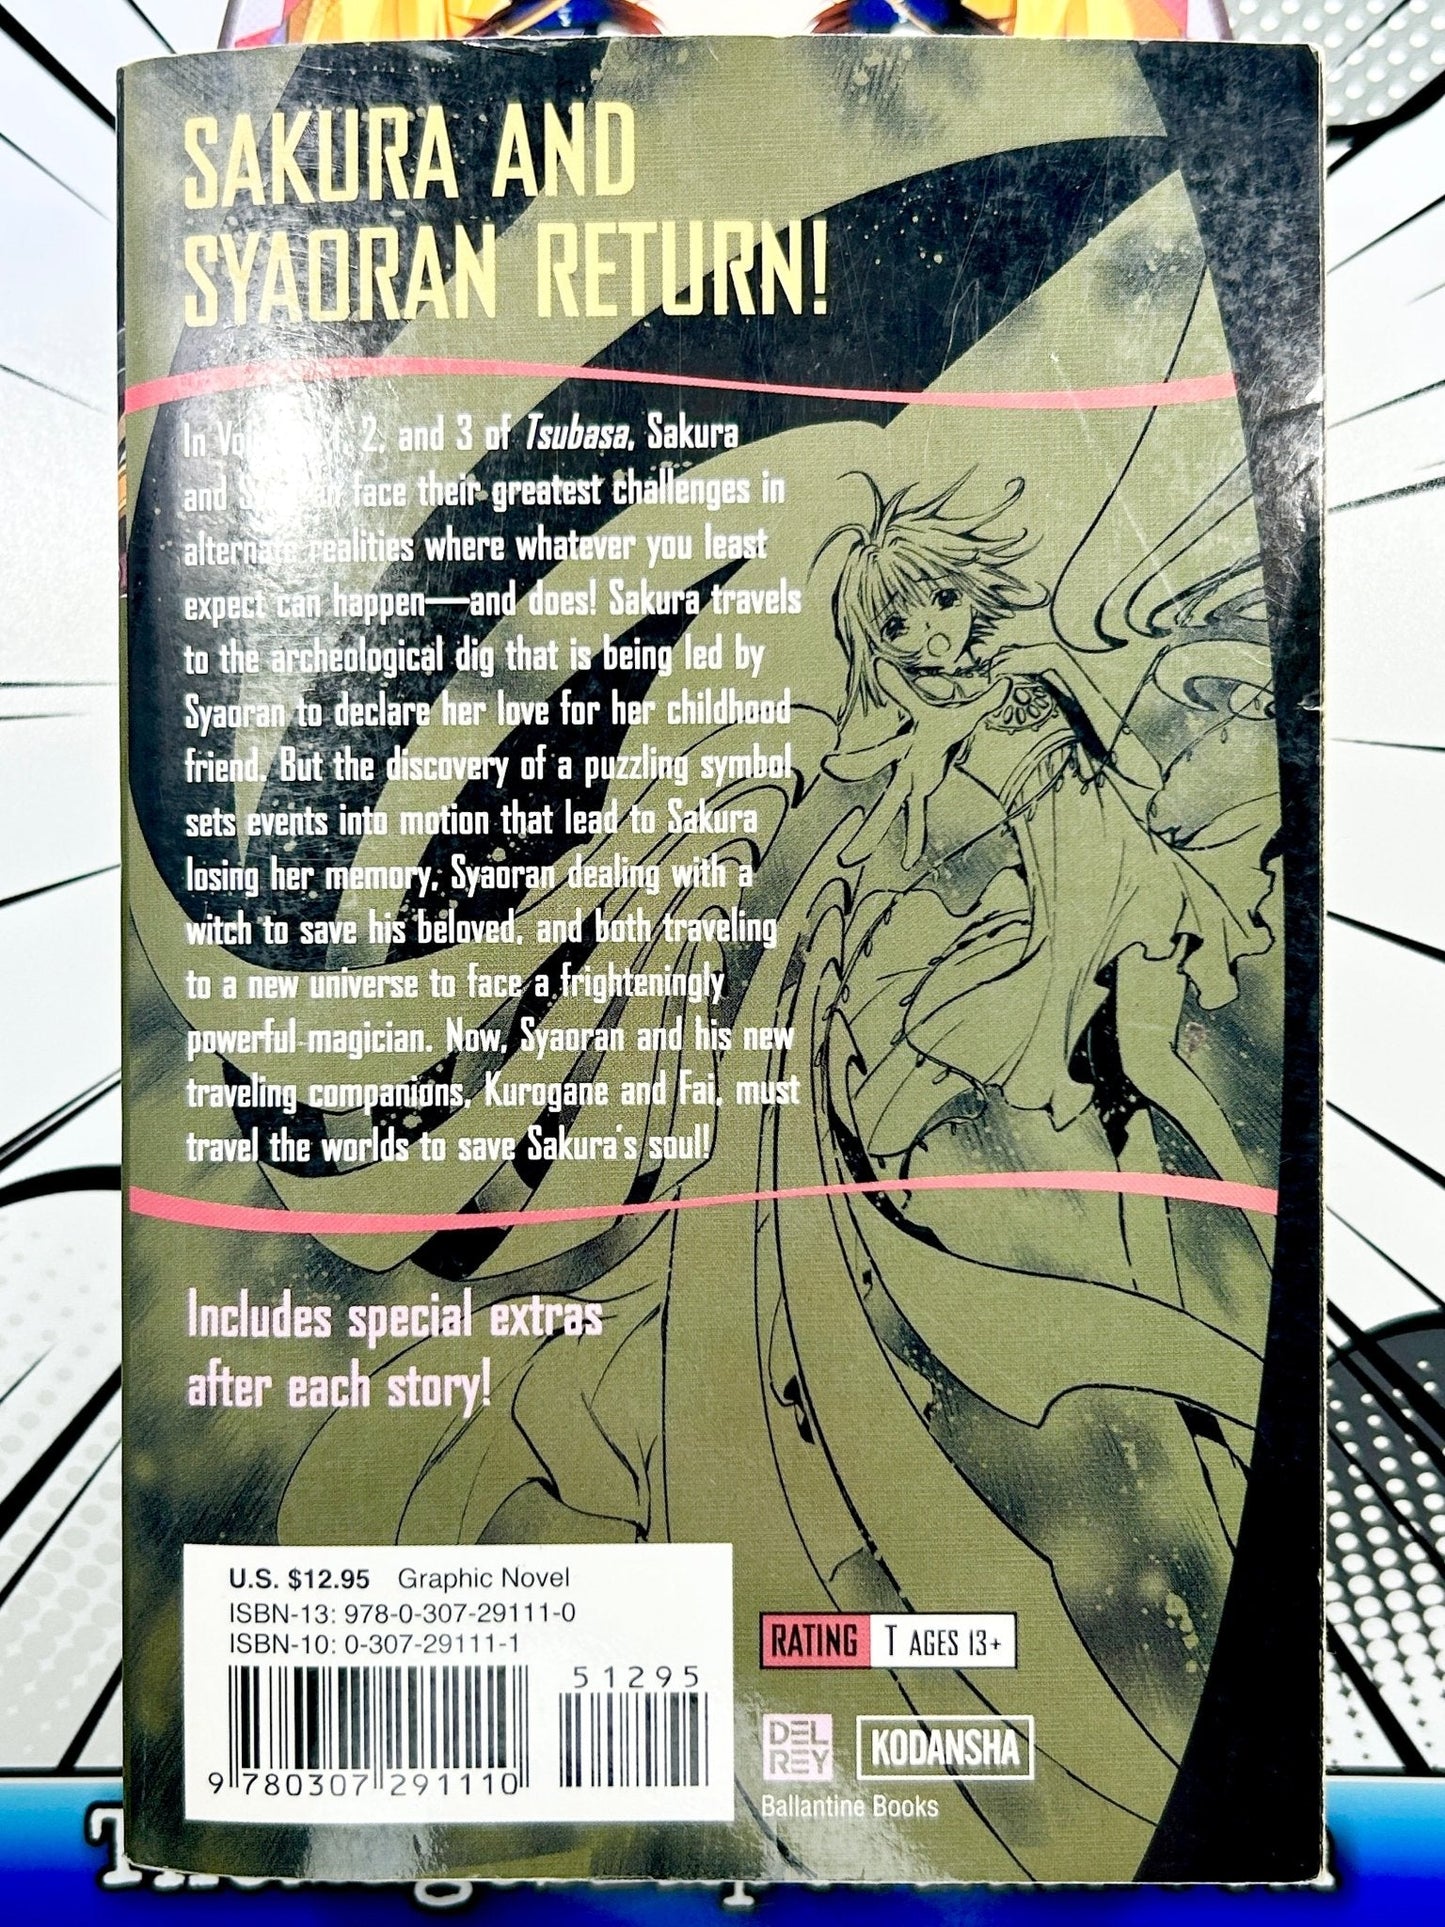 SAKURA AND
SYAORAN RETURN!
In 1, 2, and 3 of Tsubasa, Sakura
and face their greatest challenges in
alternate realities where whatever you least
expect can happen—and does! Sakura travels
to the archeological dig that is being led by
Syaoran to declare her love for her childhood
friend. But the discovery of a puzzling symbol
sets events into motion that lead to Sakura
losing her memory, Syaoran dealing with a
witch to save his beloved, and both traveling
to a new universe to face a frighteningly
powerful magician. Now, Syaoran and his new
traveling companions, Kurogane and Fai, must
travel the worlds to save Sakura's soul!
Includes special extras
after each story!
U.S. $12.95 Graphic Novel
ISBN-13: 978-0-307-29111-0
ISBN-10: 0-307-29111-1
51295
9 780307 291110
RATING T AGES 13+
DEL
REY
KODANSHA
Ballantine Books